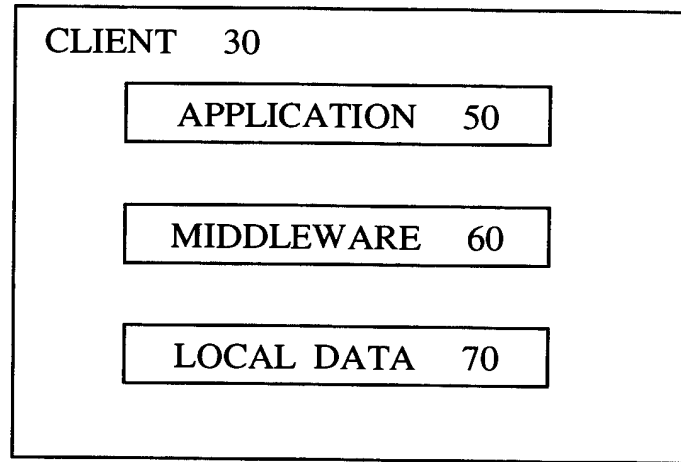 CLIENT 30
APPLICATION 50
MIDDLEWARE 60
LOCAL DATA 70